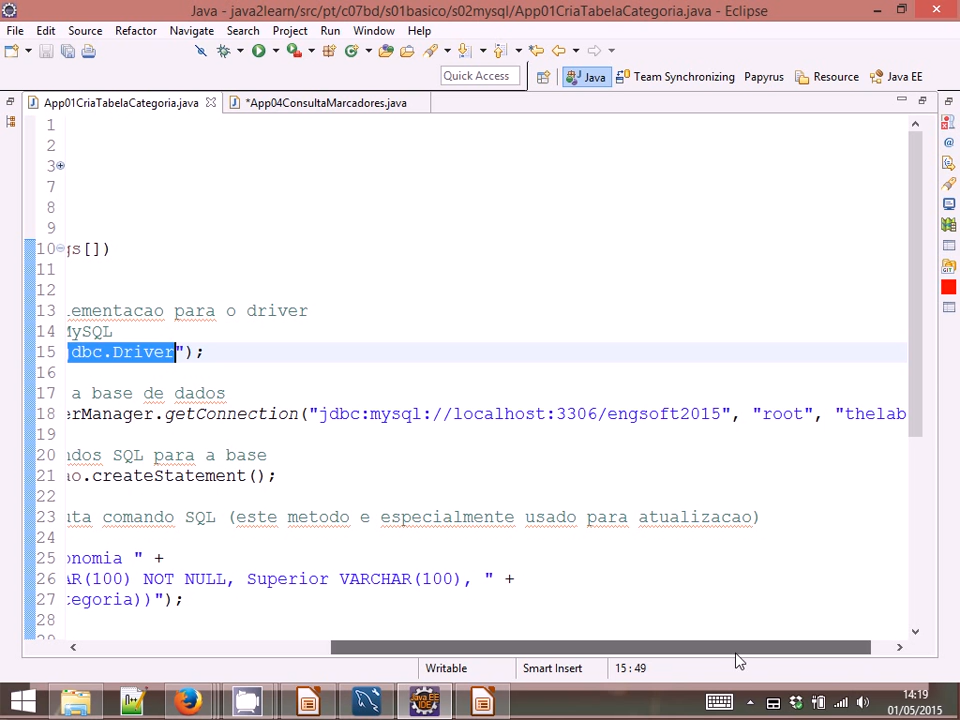 Java - java2learn/src/pt/c07bd/s01basico/s02mysql/App01CriaTabelaCategoria.java - Eclipse
File Edit Source Refactor Navigate Search Project Run Window Help
Quick Access Java Team Synchronizing Papyrus Resource Java EE
App01CriaTabelaCategoria.java *App04ConsultaMarcadores.java
1
2
3
7
8
9
10 gs[])
11
12
13 lementacao para o driver
14 MySQL
15 dbc.Driver");
16
17 a base de dados
18 erManager.getConnection("jdbc:mysql://localhost:3306/engsoft2015", "root", "thelab
19
20 ndos SQL para a base
21 ao.createStatement();
22
23 uta comando SQL (este metodo e especialmente usado para atualizacao)
24
25 onomia " +
26 AR(100) NOT NULL, Superior VARCHAR(100), " +
27 tegoria))");
28
29
Writable Smart Insert 15 : 49
14:19
01/05/2015